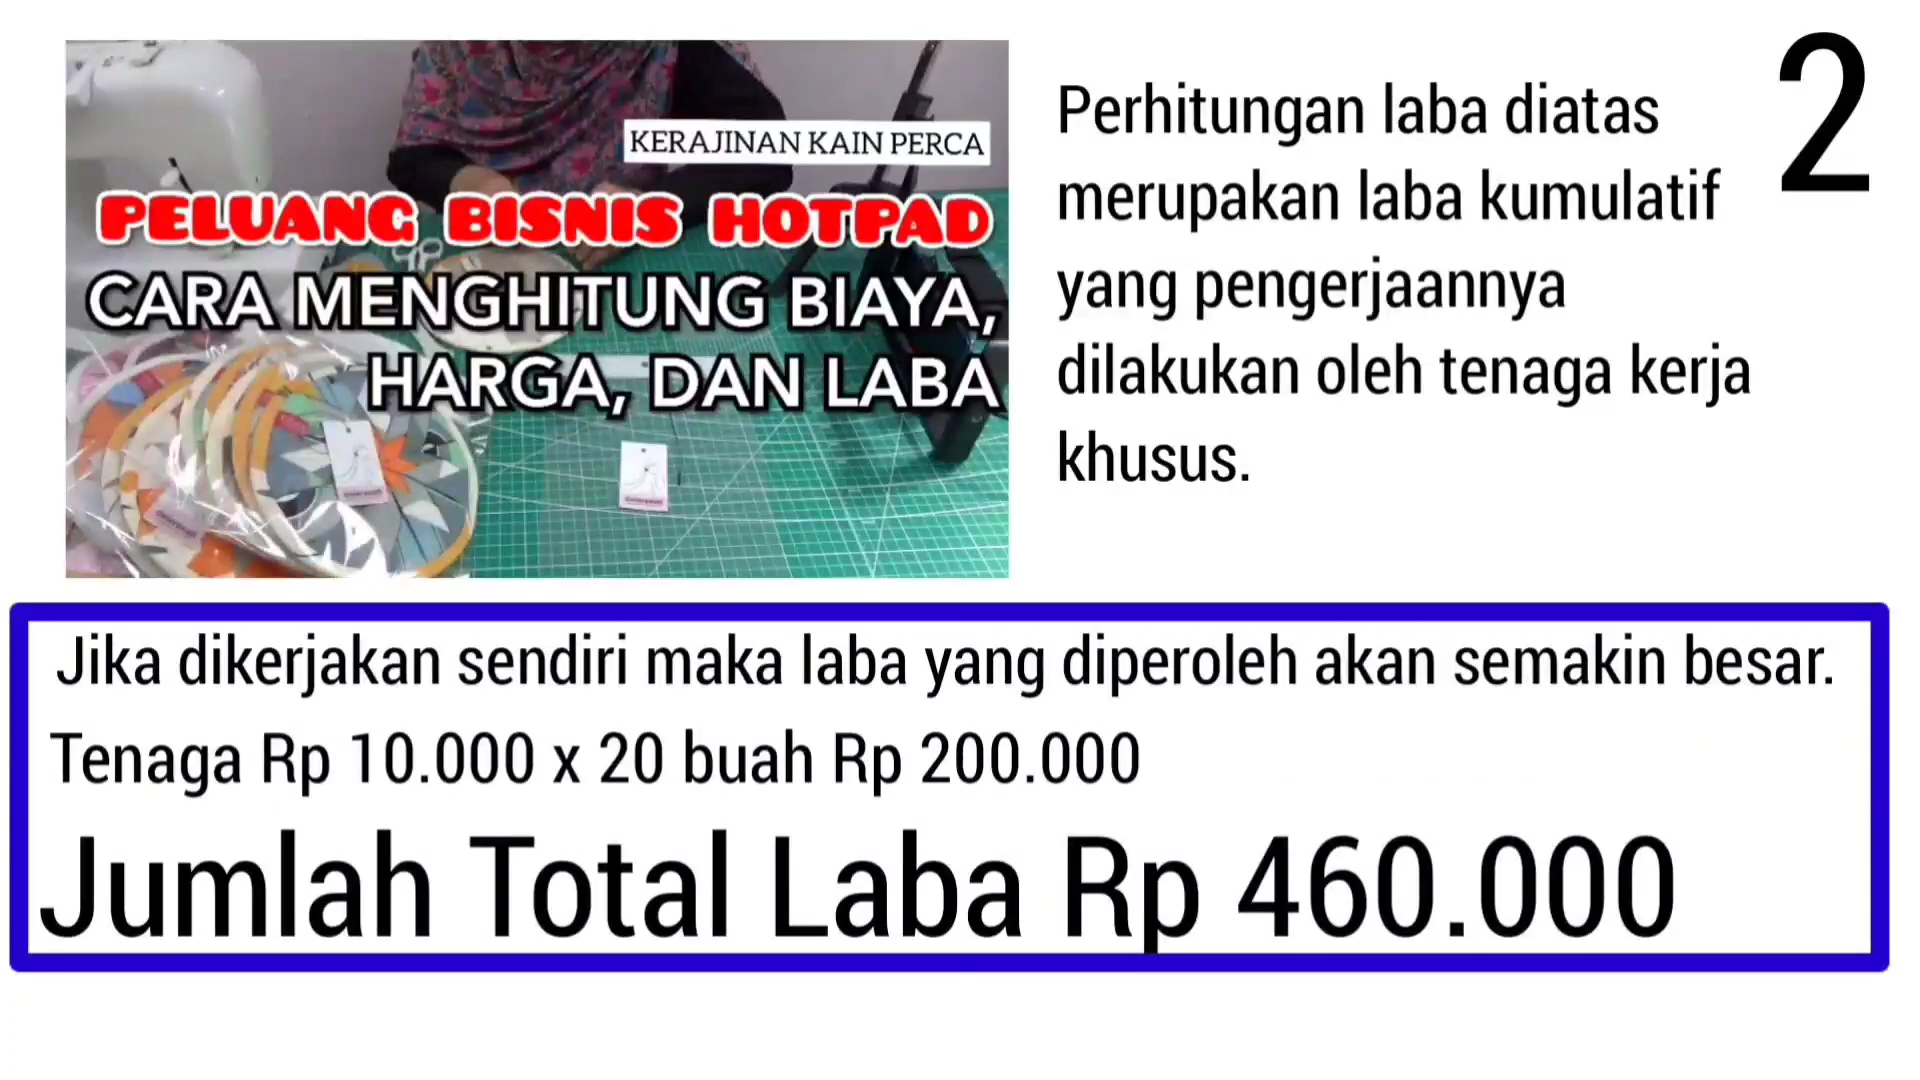 2
KERAJINAN KAIN PERCA
PELUANG BISNIS HOTPAD
CARA MENGHITUNG BIAYA,
HARGA, DAN LABA
Perhitungan laba diatas
merupakan laba kumulatif
yang pengerjaannya
dilakukan oleh tenaga kerja
khusus.
Jika dikerjakan sendiri maka laba yang diperoleh akan semakin besar.
Tenaga Rp 10.000 x 20 buah Rp 200.000
Jumlah Total Laba Rp 460.000